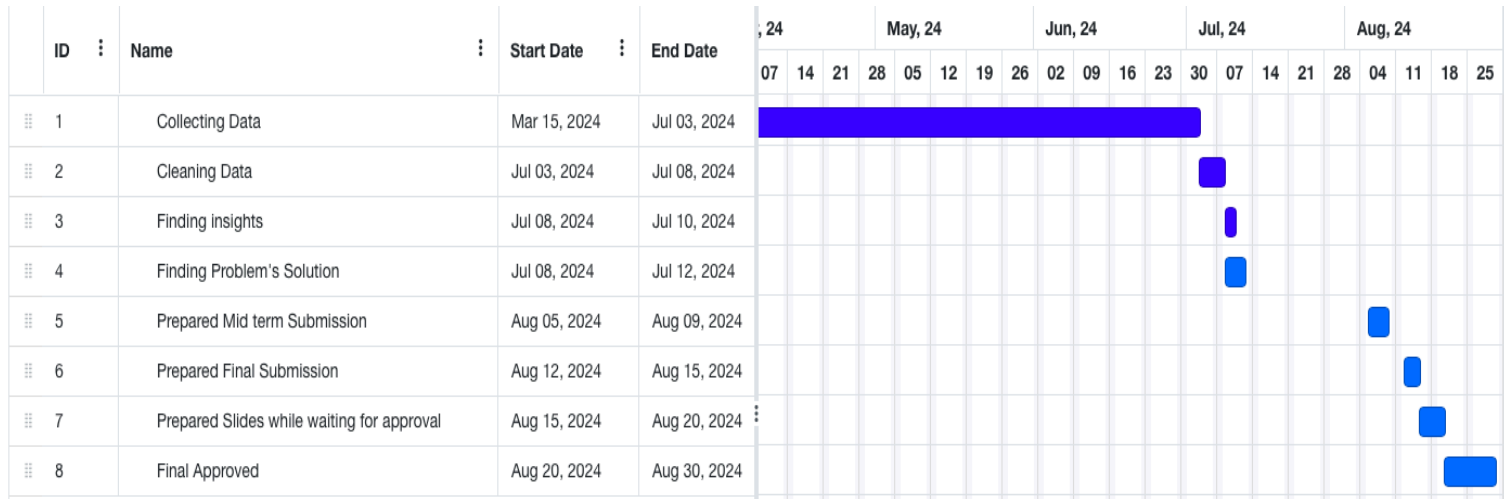 ID Name Start Date End Date , 24 May, 24 Jun, 24 Jul, 24 Aug, 24
07 14 21 28 05 12 19 26 02 09 16 23 30 07 14 21 28 04 11 18 25
1 Collecting Data Mar 15, 2024 Jul 03, 2024
2 Cleaning Data Jul 03, 2024 Jul 08, 2024
3 Finding insights Jul 08, 2024 Jul 10, 2024
4 Finding Problem's Solution Jul 08, 2024 Jul 12, 2024
5 Prepared Mid term Submission Aug 05, 2024 Aug 09, 2024
6 Prepared Final Submission Aug 12, 2024 Aug 15, 2024
7 Prepared Slides while waiting for approval Aug 15, 2024 Aug 20, 2024
8 Final Approved Aug 20, 2024 Aug 30, 2024